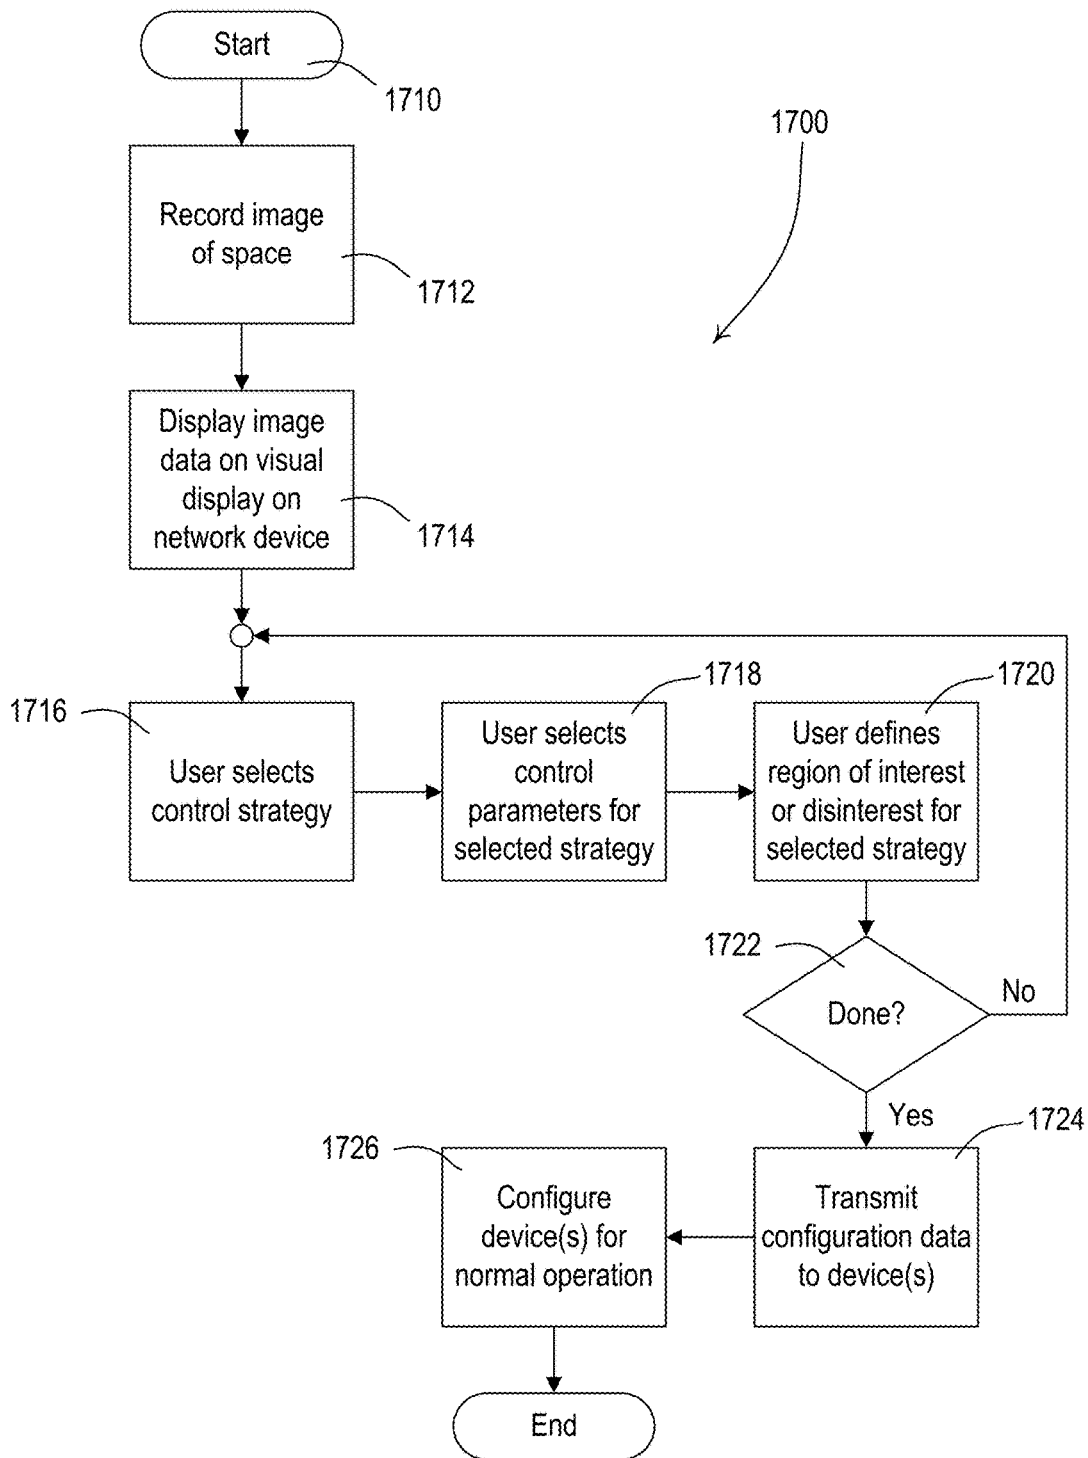 Start
1710
1700
Record image
of space
1712
Display image
data on visual
display on
network device
1714
1716
User selects
control strategy
1718
User selects
control
parameters for
selected strategy
1720
User defines
region of interest
or disinterest for
selected strategy
1722
Done?
No
Yes
1724
Transmit
configuration data
to device(s)
1726
Configure
device(s) for
normal operation
End